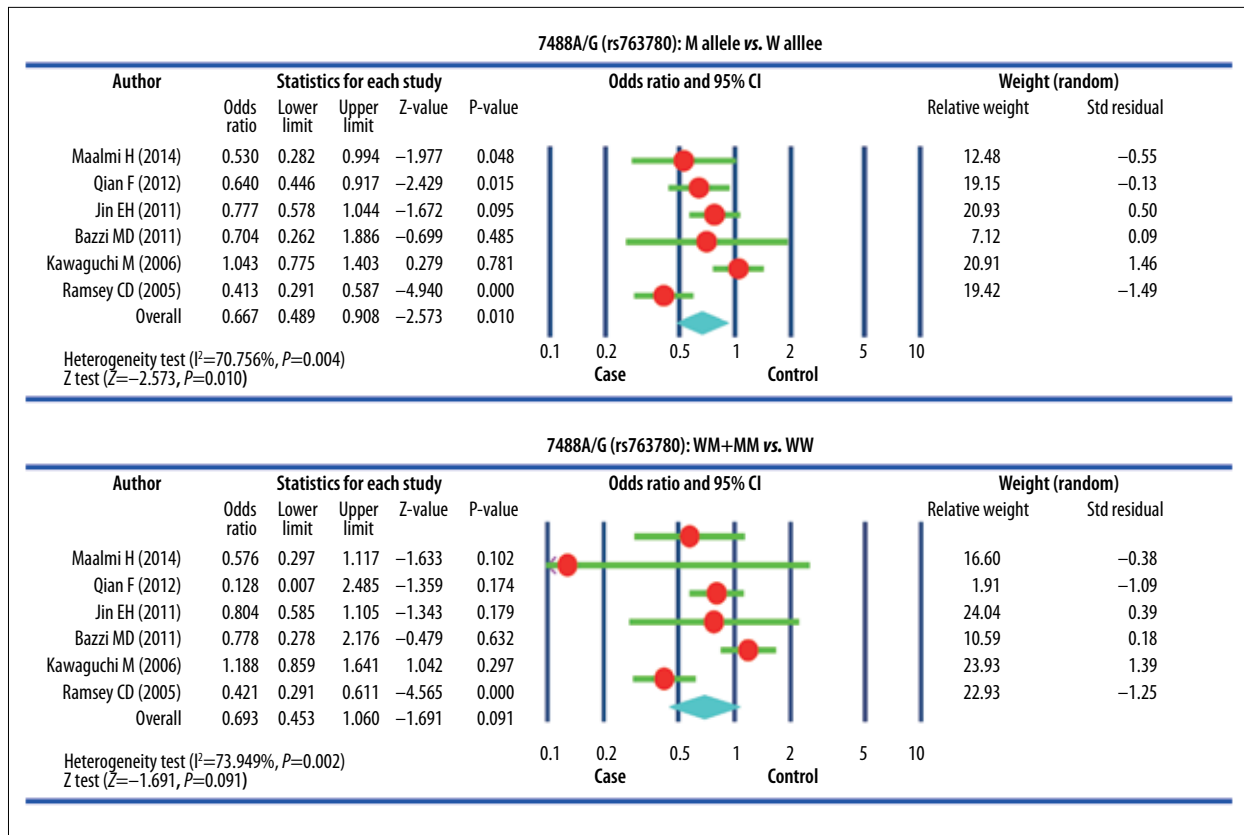 7488A/G (rs763780): M allele vs. W alllee
Author Statistics for each study Odds ratio and 95% CI Weight (random)
Odds ratio Lower limit Upper limit Z-value P-value Relative weight Std residual
Maalmi H (2014) 0.530 0.282 0.994 −1.977 0.048 12.48 −0.55
Qian F (2012) 0.640 0.446 0.917 −2.429 0.015 19.15 −0.13
Jin EH (2011) 0.777 0.578 1.044 −1.672 0.095 20.93 0.50
Bazzi MD (2011) 0.704 0.262 1.886 −0.699 0.485 7.12 0.09
Kawaguchi M (2006) 1.043 0.775 1.403 0.279 0.781 20.91 1.46
Ramsey CD (2005) 0.413 0.291 0.587 −4.940 0.000 19.42 −1.49
Overall 0.667 0.489 0.908 −2.573 0.010
0.1 0.2 0.5 1 2 5 10
Heterogeneity test (I²=70.756%, P=0.004)
Z test (Z=−2.573, P=0.010)
Case Control
7488A/G (rs763780): WM+MM vs. WW
Author Statistics for each study Odds ratio and 95% CI Weight (random)
Odds ratio Lower limit Upper limit Z-value P-value Relative weight Std residual
Maalmi H (2014) 0.576 0.297 1.117 −1.633 0.102 16.60 −0.38
Qian F (2012) 0.128 0.007 2.485 −1.359 0.174 1.91 −1.09
Jin EH (2011) 0.804 0.585 1.105 −1.343 0.179 24.04 0.39
Bazzi MD (2011) 0.778 0.278 2.176 −0.479 0.632 10.59 0.18
Kawaguchi M (2006) 1.188 0.859 1.641 1.042 0.297 23.93 1.39
Ramsey CD (2005) 0.421 0.291 0.611 −4.565 0.000 22.93 −1.25
Overall 0.693 0.453 1.060 −1.691 0.091
0.1 0.2 0.5 1 2 5 10
Heterogeneity test (I²=73.949%, P=0.002)
Z test (Z=−1.691, P=0.091)
Case Control